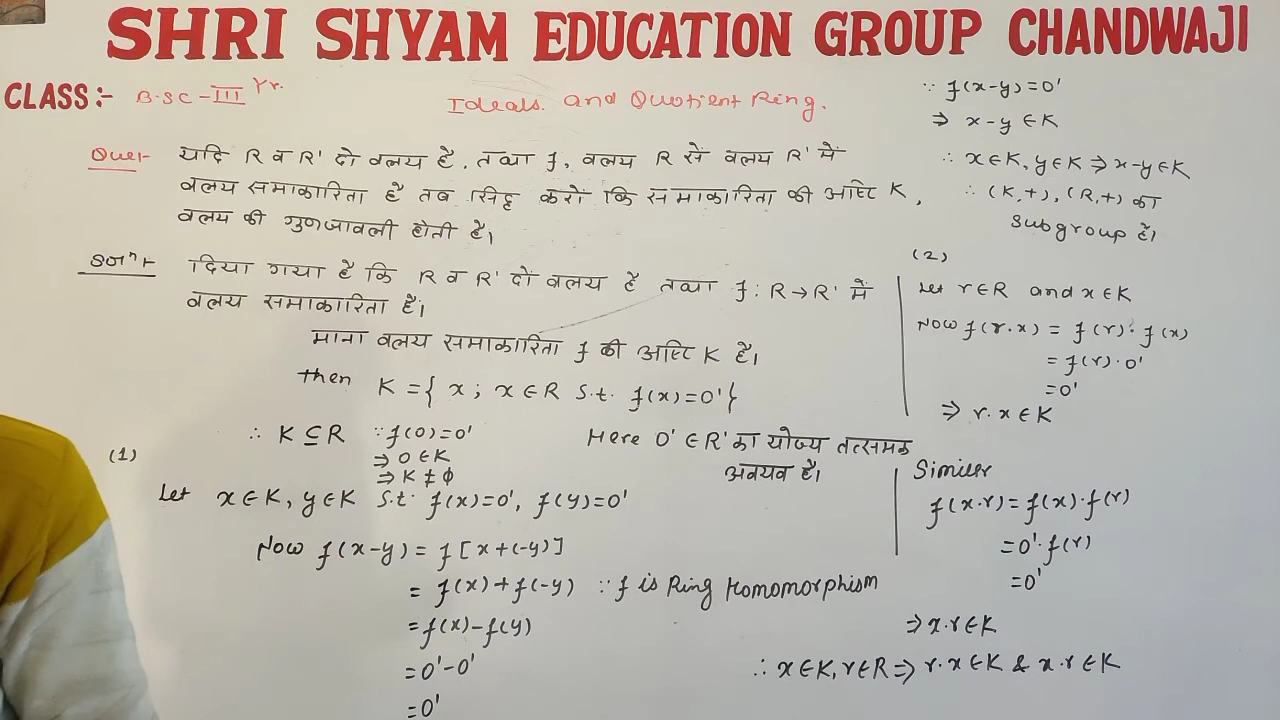 SHRI SHYAM EDUCATION GROUP CHANDWAJI
CLASS:- B.SC-III Yr.
Ideals and Quotient Ring.
Que:- यदि R व R' दो वलय है, तथा f, वलय R से वलय R' में
वलय समाकारिता है तब सिद्ध करो कि समाकारिता की अष्टि K,
वलय की गुणजावली होती है।
Solⁿ:- दिया गया है कि R व R' दो वलय है तथा f: R→R' में
वलय समाकारिता है।
माना वलय समाकारिता f की अष्टि K है।
then K = { x ; x∈R S.t. f(x)=0' }
∴ K⊆R ∵ f(0)=0'
⇒ 0∈K
⇒ K≠ϕ
Here 0'∈R' का योज्य तत्समक
अवयव है।
(1)
Let x∈K, y∈K S.t. f(x)=0', f(y)=0'
Now f(x-y) = f[x+(-y)]
= f(x)+f(-y) ∵ f is Ring Homomorphism
= f(x)-f(y)
= 0'-0'
= 0'
∵ f(x-y)=0'
⇒ x-y∈K
∴ x∈K, y∈K ⇒ x-y∈K
∴ (K,+), (R,+) का
Subgroup है।
(2)
Let r∈R and x∈K
Now f(r.x) = f(r)·f(x)
= f(r)·0'
= 0'
⇒ r.x∈K
Similer
f(x.r) = f(x)·f(r)
= 0'·f(r)
= 0'
⇒ x.r∈K
∴ x∈K, r∈R ⇒ r.x∈K & x.r∈K